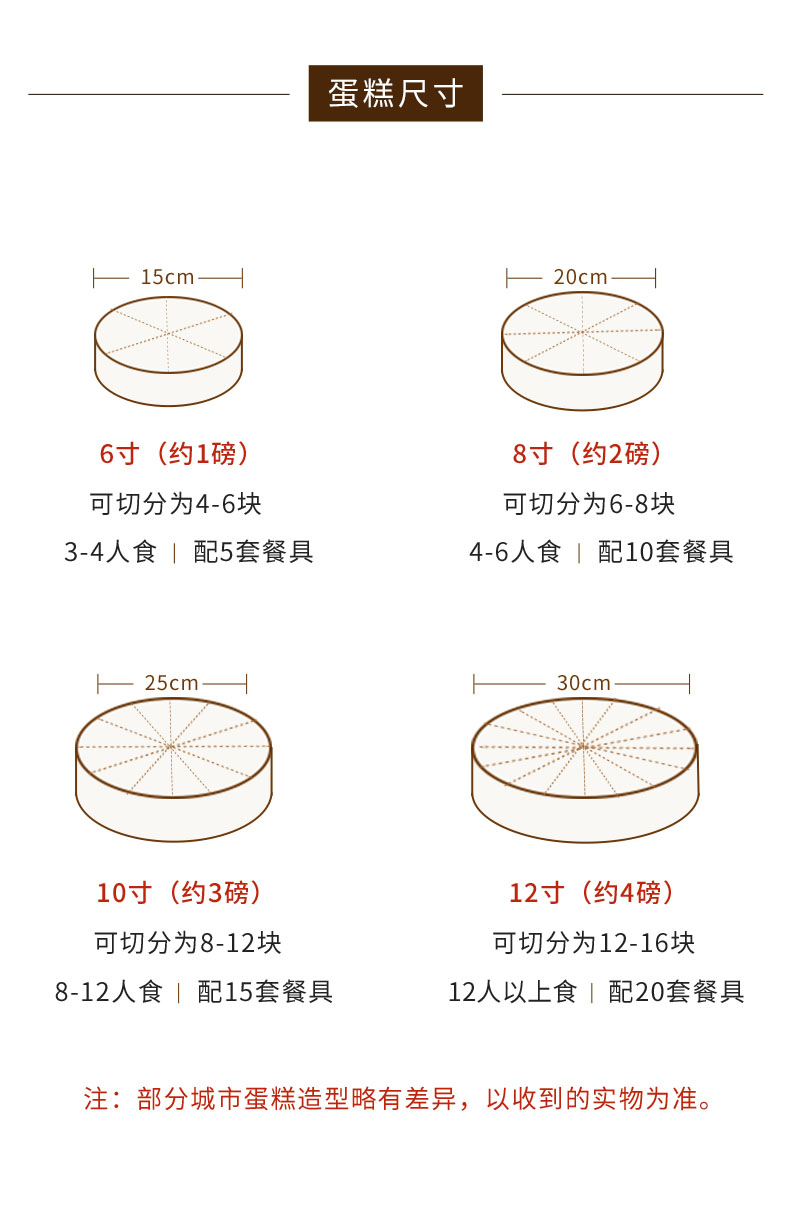 蛋糕尺寸
15cm
20cm
6寸（约1磅）
8寸（约2磅）
可切分为4-6块
可切分为6-8块
3-4人食 | 配5套餐具
4-6人食 | 配10套餐具
25cm
30cm
10寸（约3磅）
12寸（约4磅）
可切分为8-12块
可切分为12-16块
8-12人食 | 配15套餐具
12人以上食 | 配20套餐具
注：部分城市蛋糕造型略有差异，以收到的实物为准。